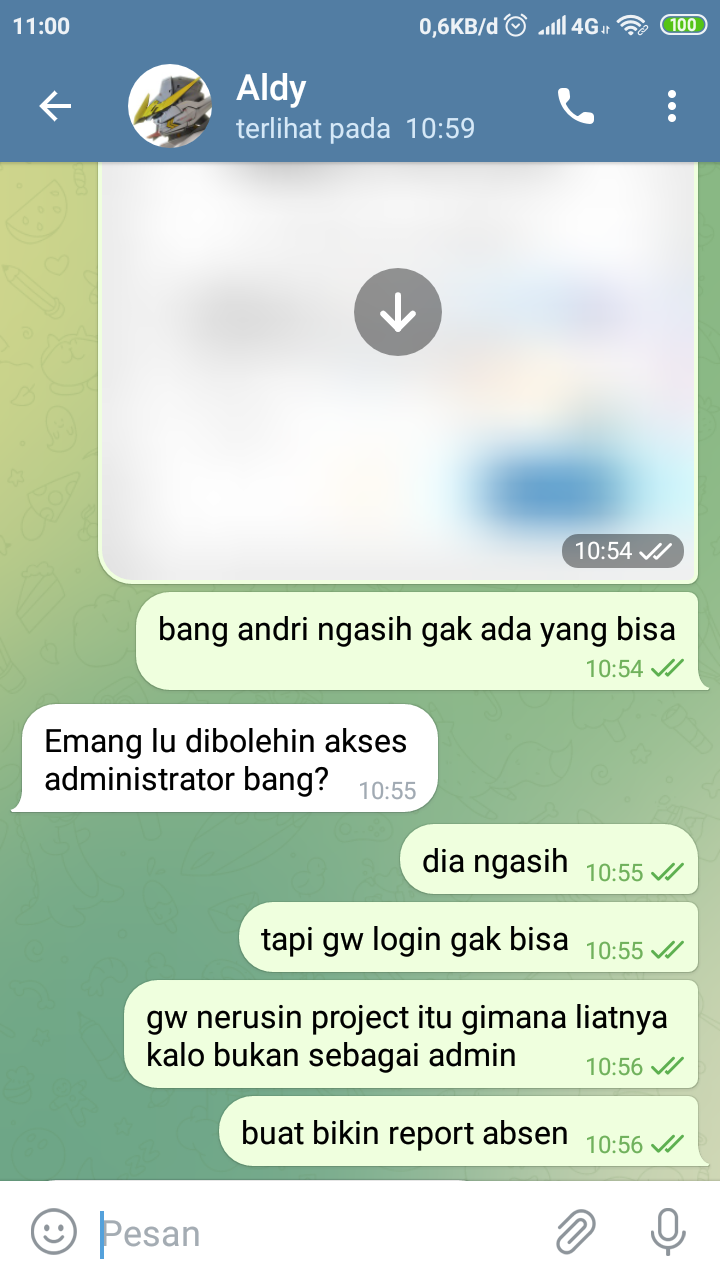 11:00
0,6KB/d
4G
100
Aldy
terlihat pada 10:59
10:54
bang andri ngasih gak ada yang bisa
10:54
Emang lu dibolehin akses
administrator bang?
10:55
dia ngasih
10:55
tapi gw login gak bisa
10:55
gw nerusin project itu gimana liatnya
kalo bukan sebagai admin
10:56
buat bikin report absen
10:56
Pesan